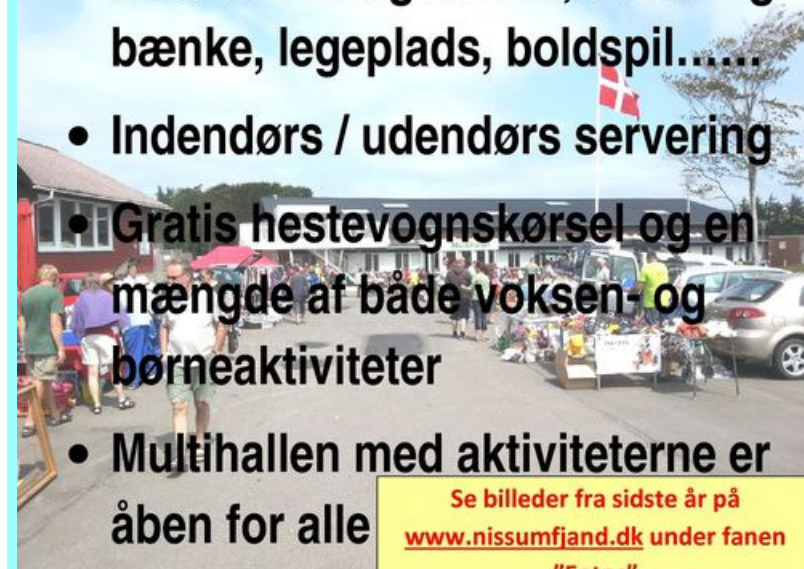 bænke, legeplads, boldspil......
• Indendørs / udendørs servering
• Gratis hestevognskørsel og en
mængde af både voksen- og
børneaktiviteter
• Multihallen med aktiviteterne er
åben for alle
Se billeder fra sidste år på
www.nissumfjand.dk under fanen